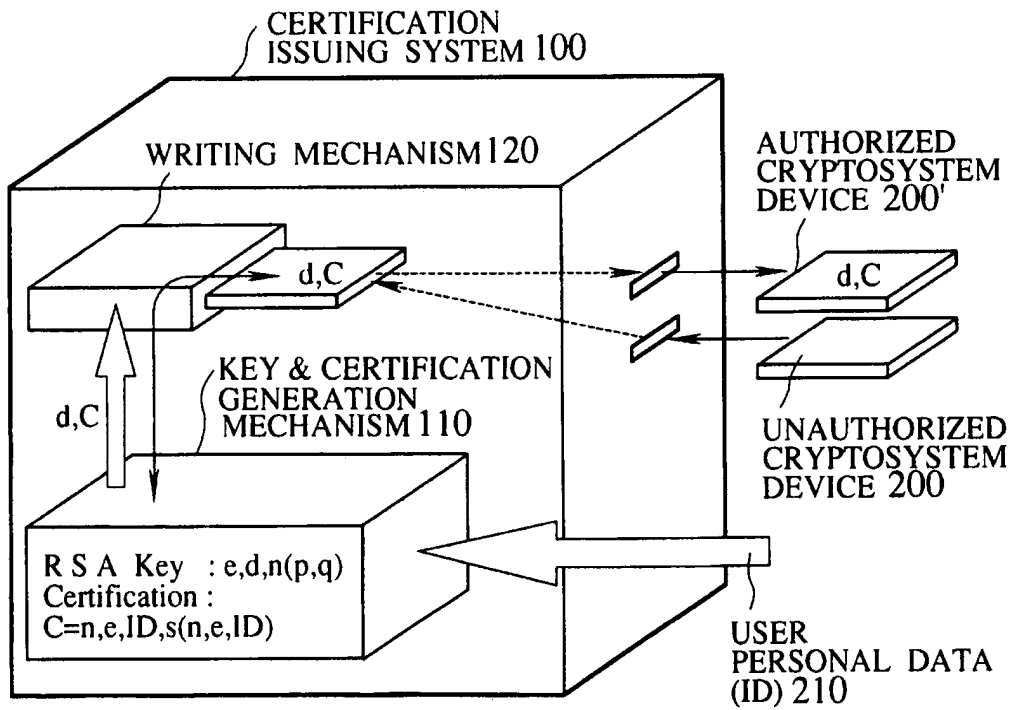 CERTIFICATION
ISSUING SYSTEM 100
WRITING MECHANISM 120
AUTHORIZED
CRYPTOSYSTEM
DEVICE 200'
d,C
d,C
KEY & CERTIFICATION
GENERATION
MECHANISM 110
d,C
UNAUTHORIZED
CRYPTOSYSTEM
DEVICE 200
R S A Key : e,d,n(p,q)
Certification :
C=n,e,ID,s(n,e,ID)
USER
PERSONAL DATA
(ID) 210